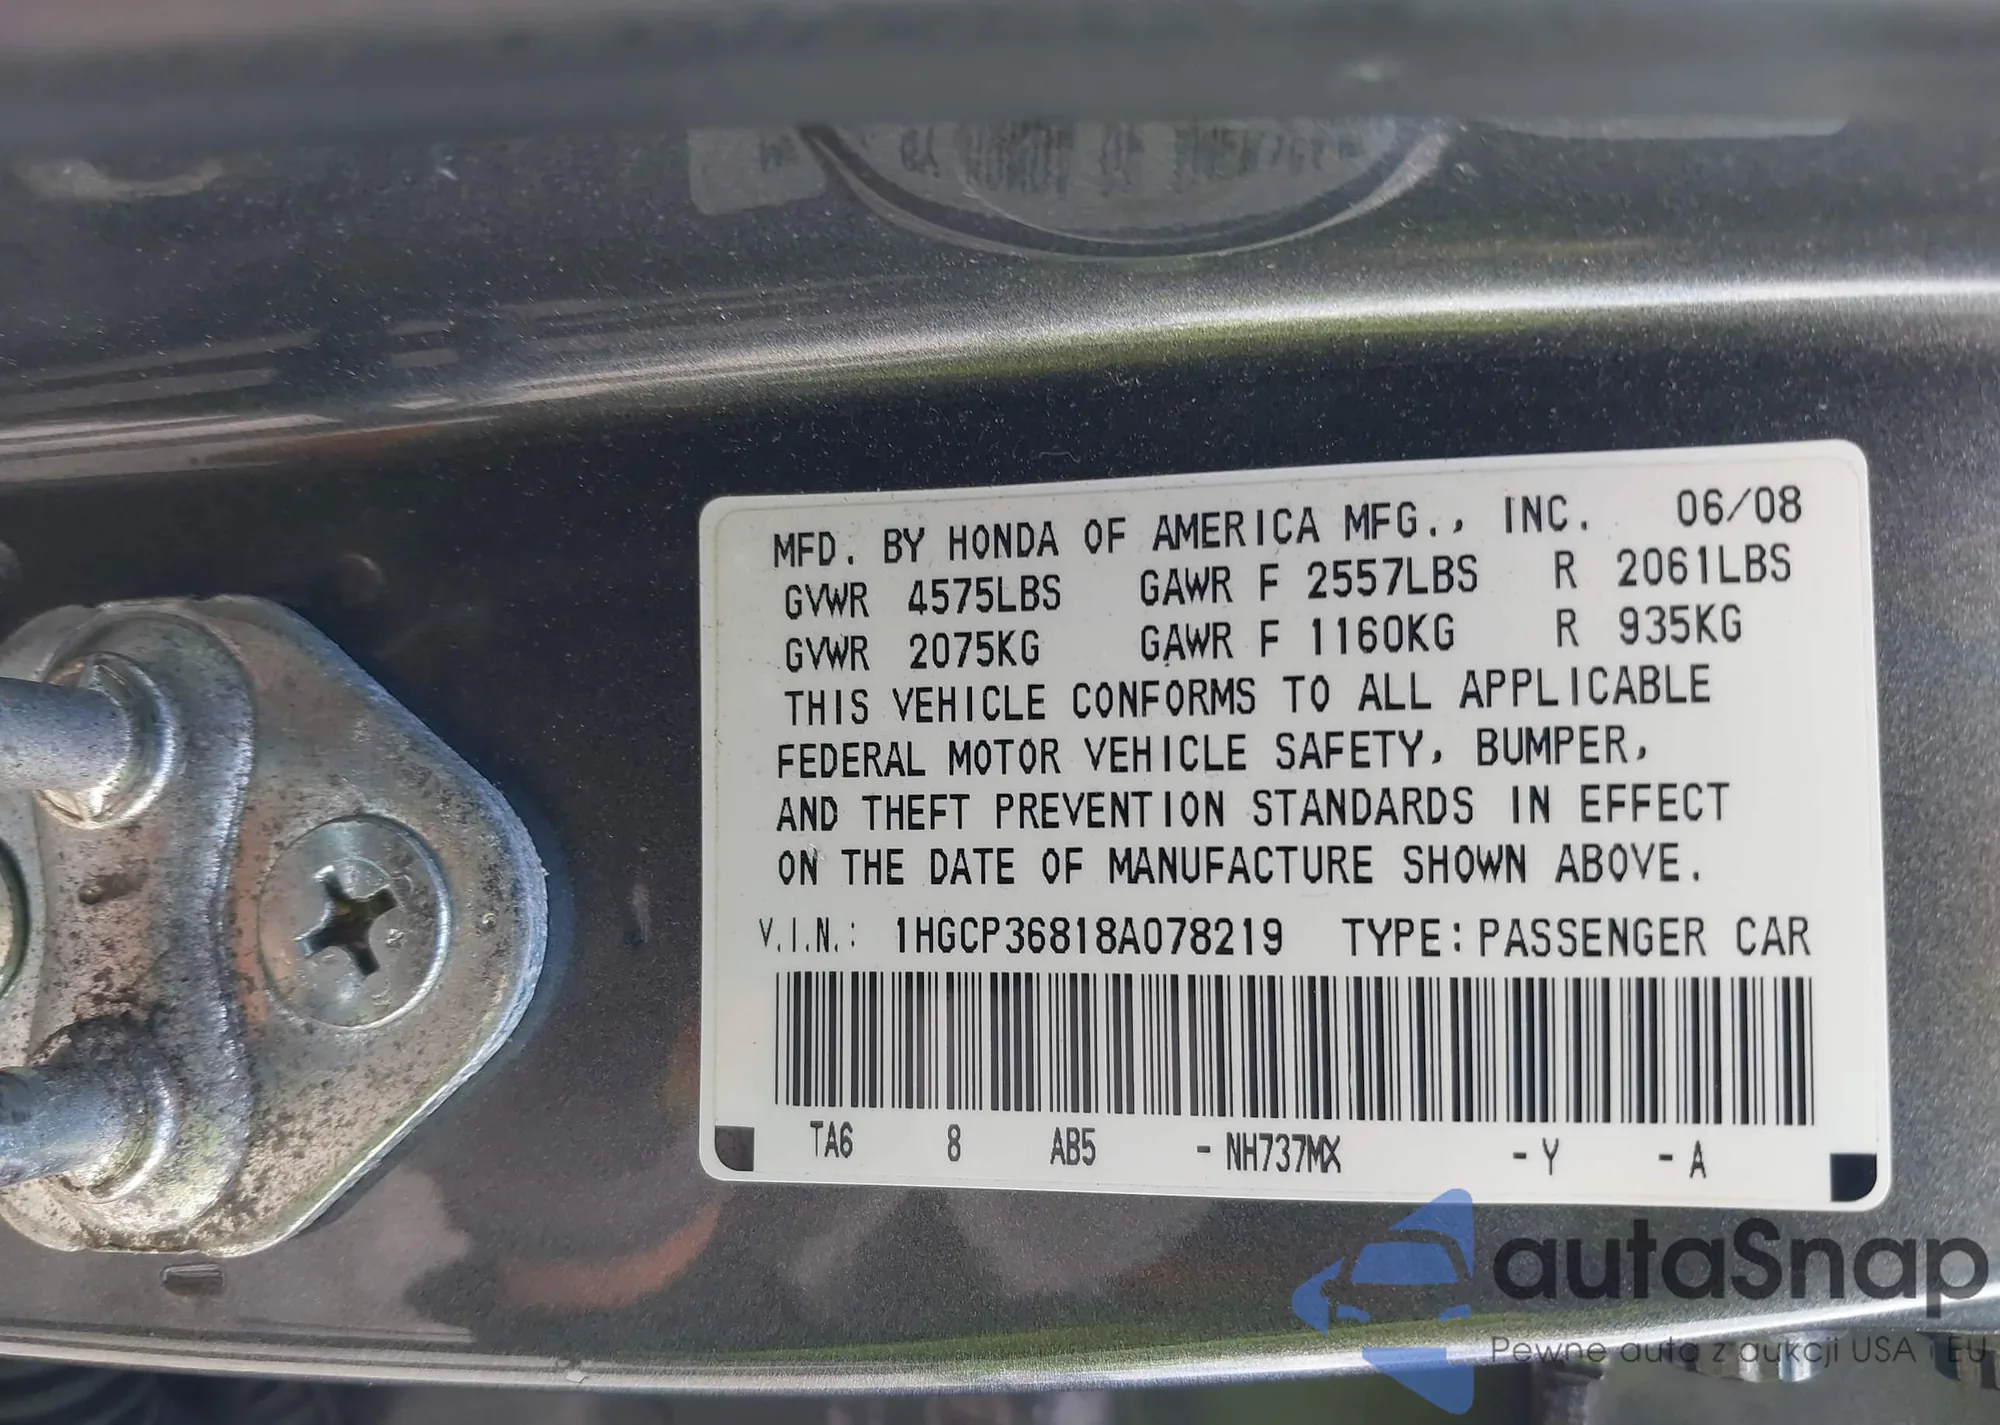 MFD. BY HONDA OF AMERICA MFG., INC. 06/08
GVWR 4575LBS GAWR F 2557LBS R 2061LBS
GVWR 2075KG GAWR F 1160KG R 935KG
THIS VEHICLE CONFORMS TO ALL APPLICABLE
FEDERAL MOTOR VEHICLE SAFETY, BUMPER,
AND THEFT PREVENTION STANDARDS IN EFFECT
ON THE DATE OF MANUFACTURE SHOWN ABOVE.
V.I.N.: 1HGCP36818A078219 TYPE: PASSENGER CAR
TA6 8 AB5 - NH737MX - Y - A
autaSnap
Pewne auta z aukcji USA i EU